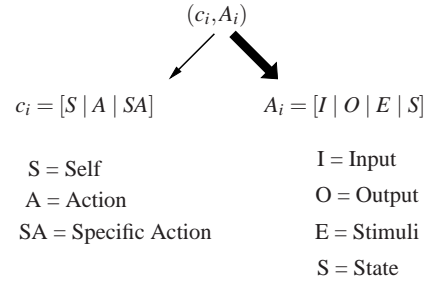 (c_i, A_i)
c_i = [S | A | SA]
A_i = [I | O | E | S]
S = Self
A = Action
SA = Specific Action
I = Input
O = Output
E = Stimuli
S = State